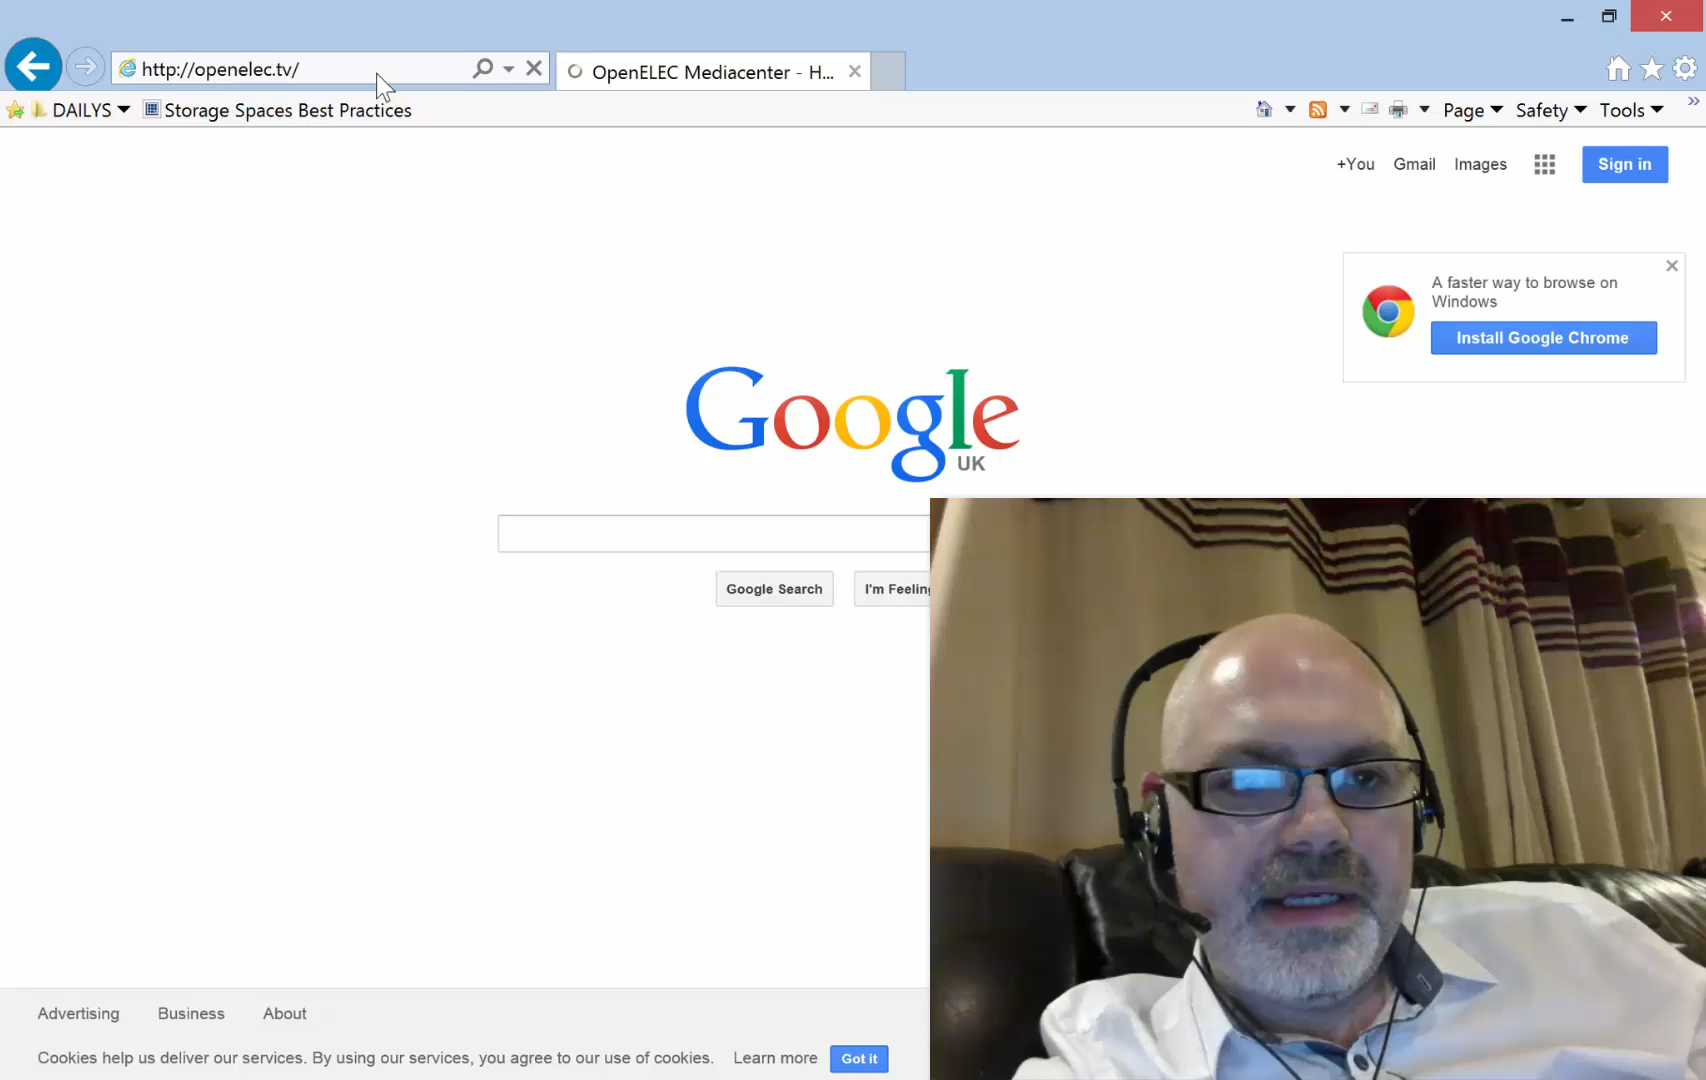 http://openelec.tv/
OpenELEC Mediacenter - H...
DAILYS
Storage Spaces Best Practices
Page
Safety
Tools
+You
Gmail
Images
Sign in
A faster way to browse on
Windows
Install Google Chrome
Google
UK
Google Search
I'm Feeling
Advertising
Business
About
Cookies help us deliver our services. By using our services, you agree to our use of cookies.
Learn more
Got it